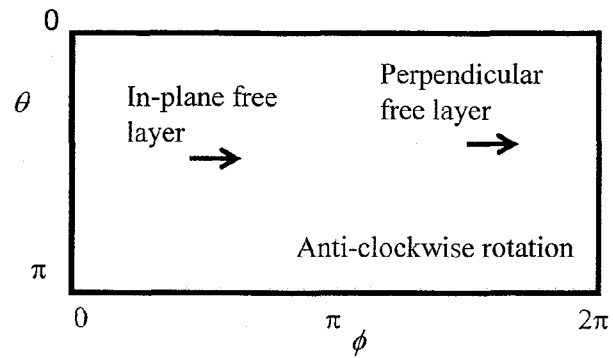 0
θ
In-plane free
layer
Perpendicular
free layer
Anti-clockwise rotation
π
0
π
2π
ϕ